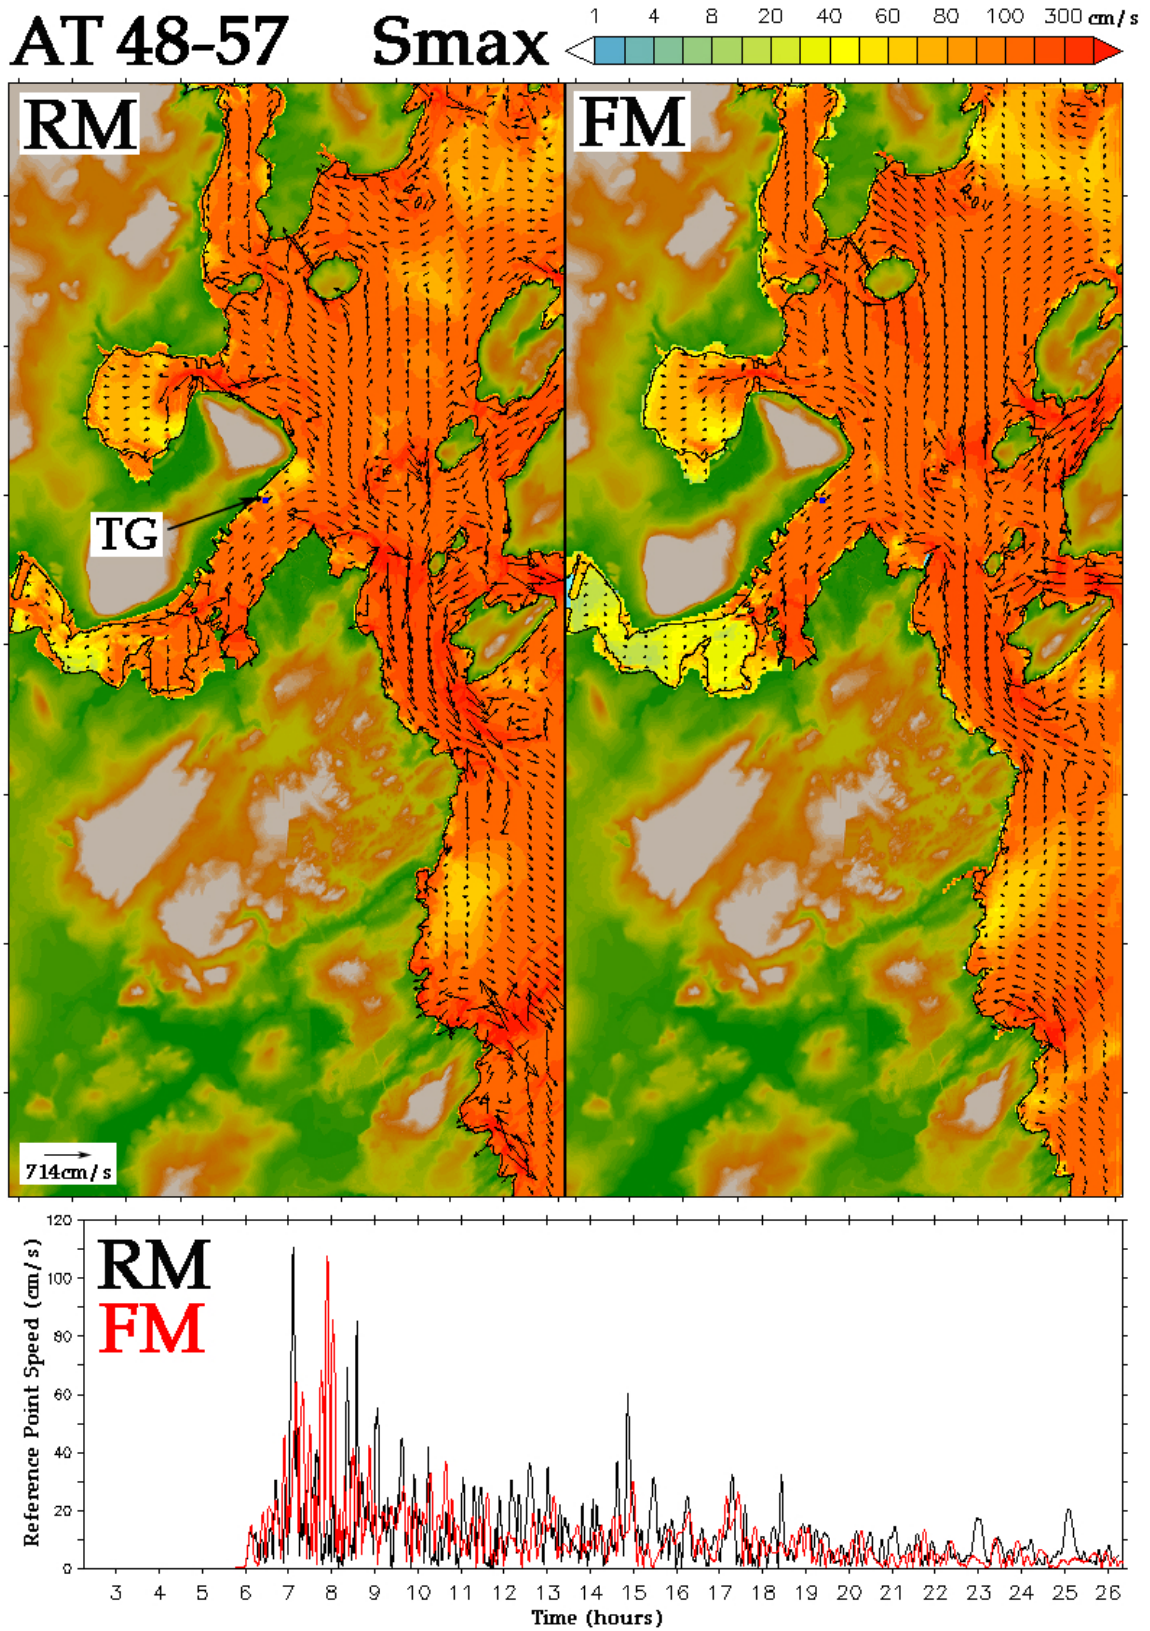 AT 48-57 Smax
1 4 8 20 40 60 80 100 300 cm/s
RM FM
TG
714cm/s
120
100
80
60
40
20
0
Reference Point Speed (cm/s)
RM
FM
3 4 5 6 7 8 9 10 11 12 13 14 15 16 17 18 19 20 21 22 23 24 25 26
Time (hours)